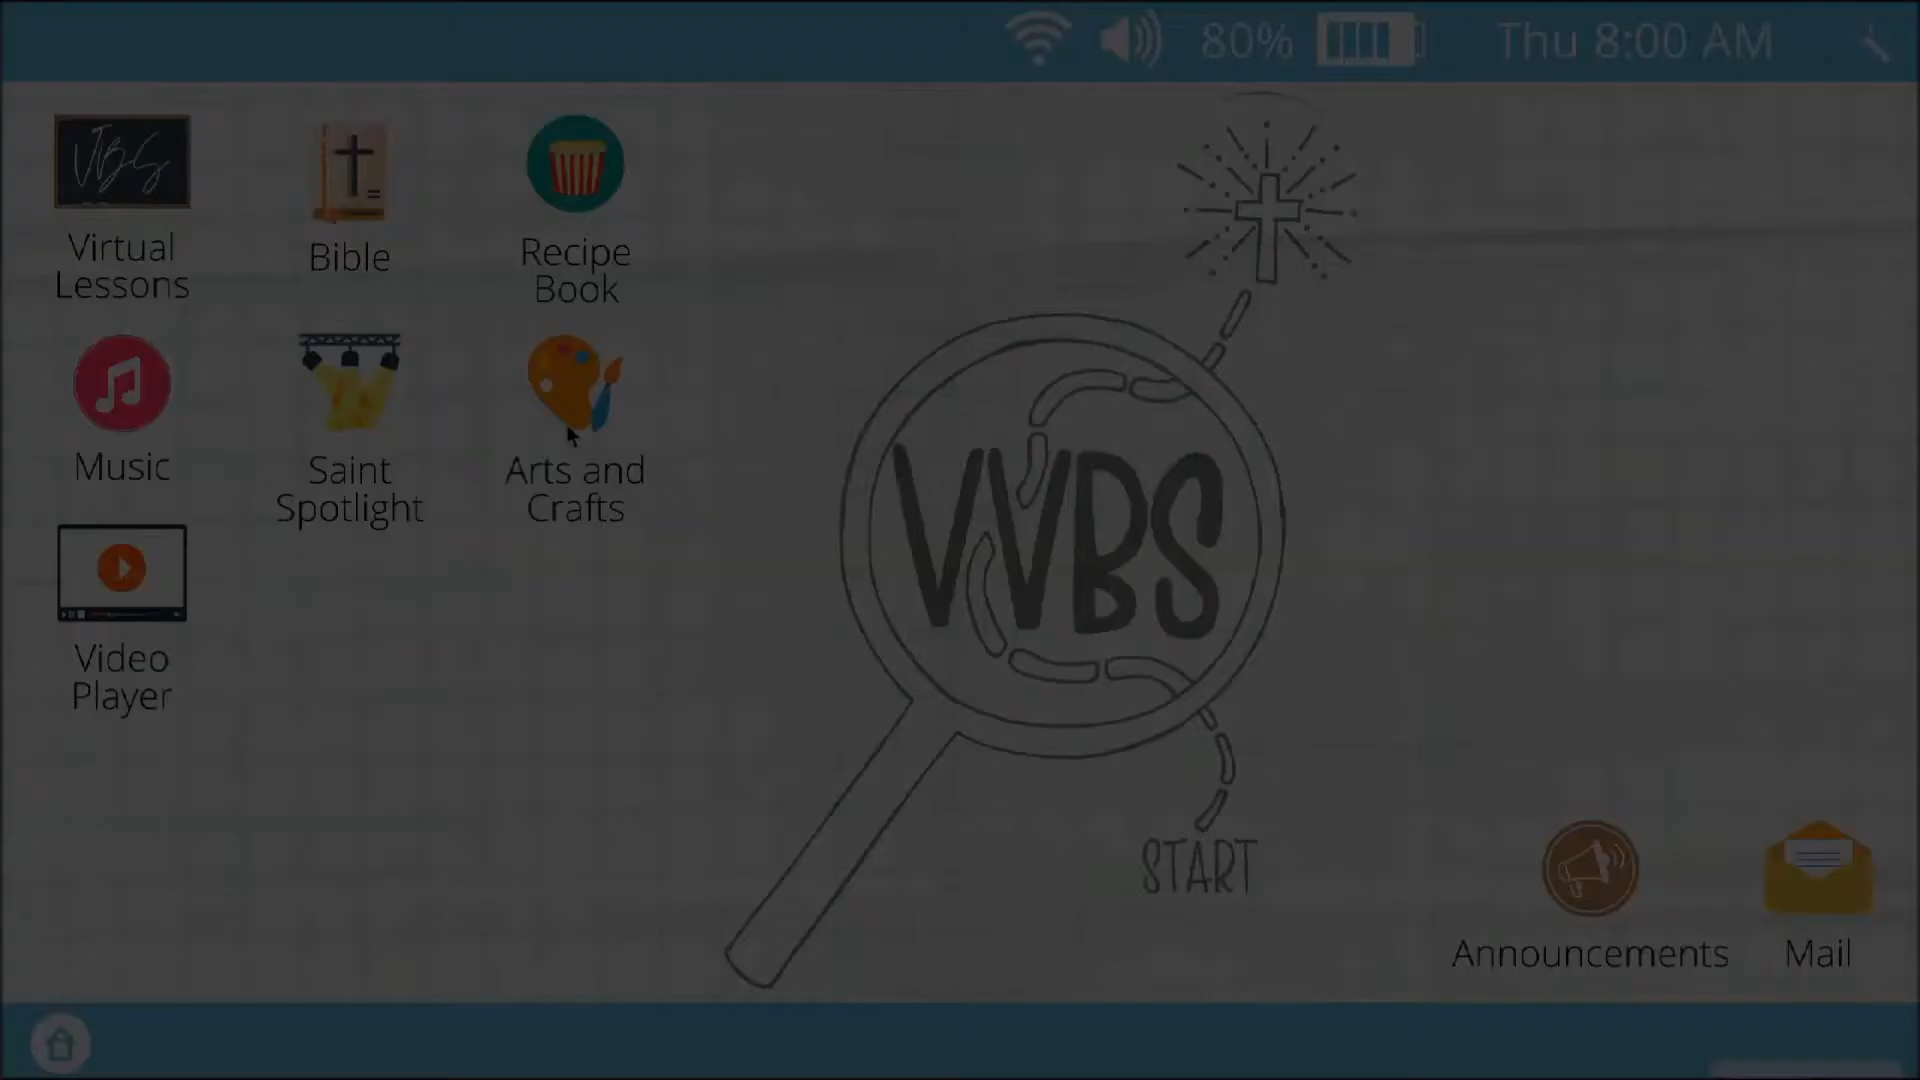 80%
Thu 8:00 AM
VBS
Virtual
Lessons
Bible
Recipe
Book
Music
Saint
Spotlight
Arts and
Crafts
Video
Player
VVBS
START
Announcements
Mail